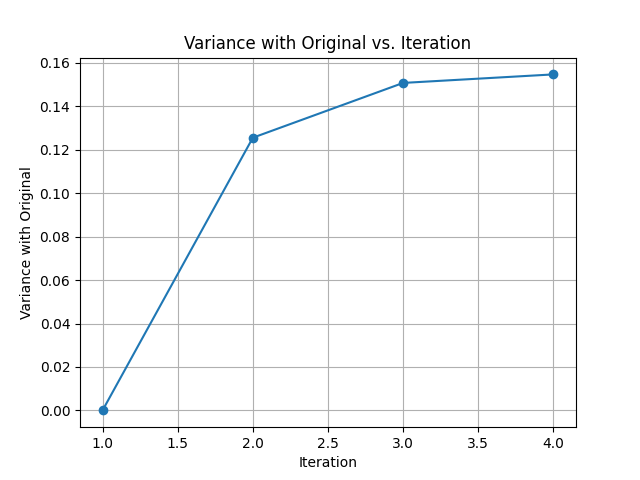 Variance with Original vs. Iteration
Variance with Original
0.16
0.14
0.12
0.10
0.08
0.06
0.04
0.02
0.00
1.0 1.5 2.0 2.5 3.0 3.5 4.0
Iteration